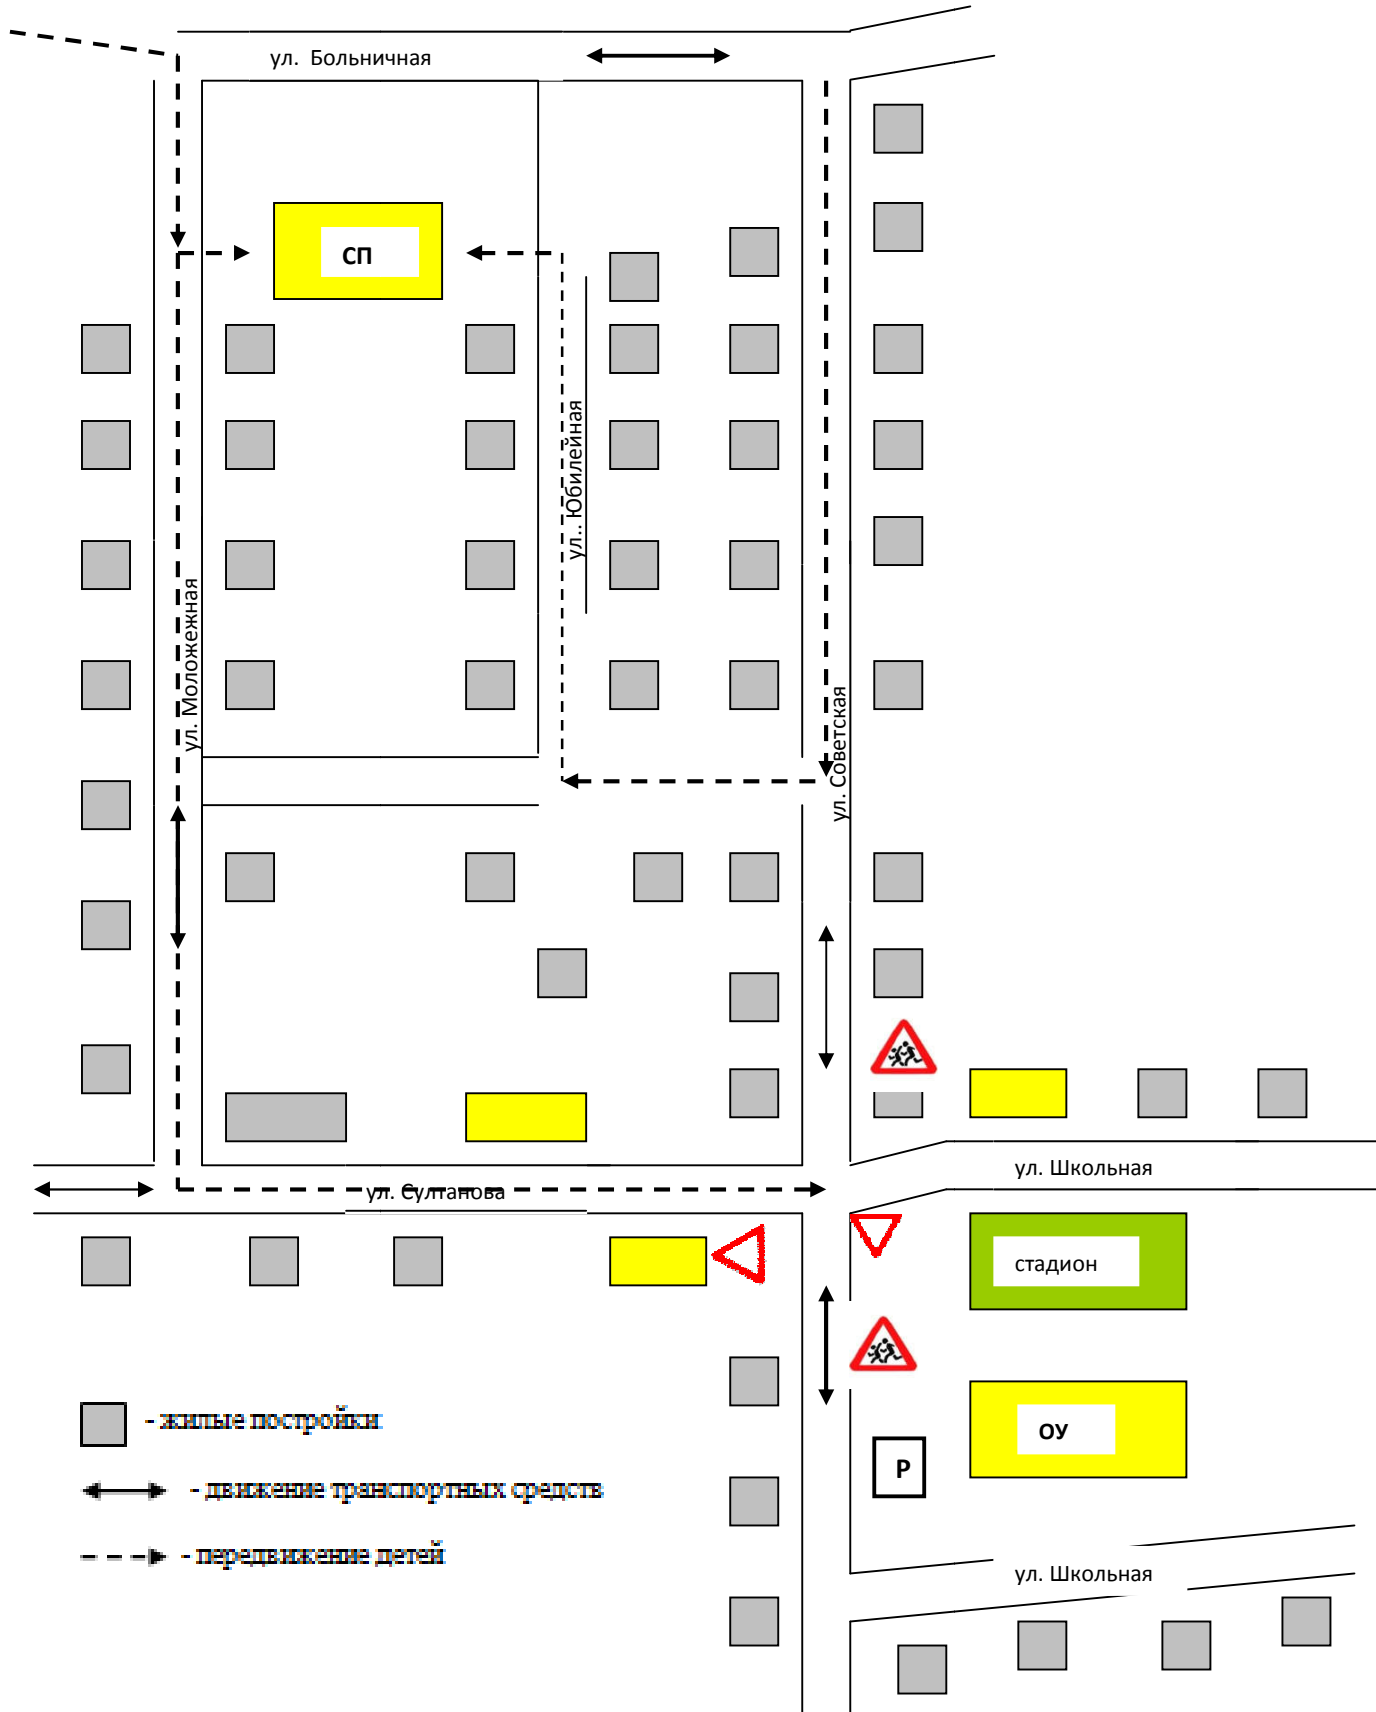 ул. Больничная
СП
ул.. Юбилейная
ул. Моложежная
ул. Советская
ул. Школьная
ул. Султанова
стадион
ОУ
- жилые постройки
Р
- движение транспортных средств
- передвижение детей
ул. Школьная